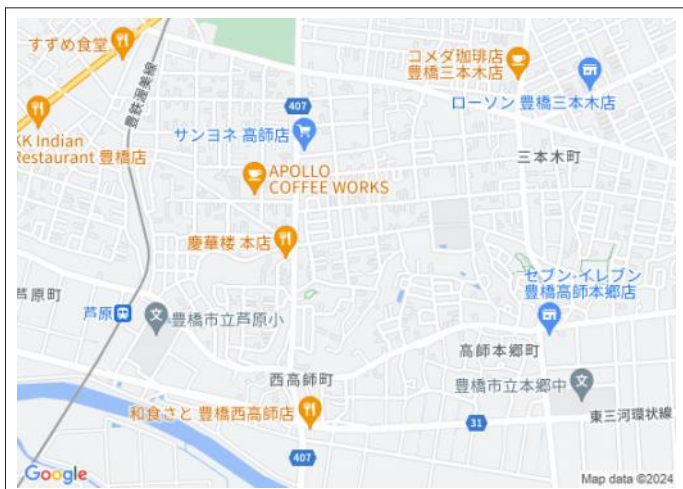 すずめ食堂
コメダ珈琲店
豊橋三本木店
豊鉄渥美線
ローソン 豊橋三本木店
407
サンヨネ 高師店
KK Indian
Restaurant 豊橋店
三本木町
APOLLO
COFFEE WORKS
慶華楼 本店
セブン-イレブン
豊橋高師本郷店
芦原町
芦原
豊橋市立芦原小
高師本郷町
西高師町
豊橋市立本郷中
和食さと 豊橋西高師店
31
東三河環状線
407
Google
Map data ©2024